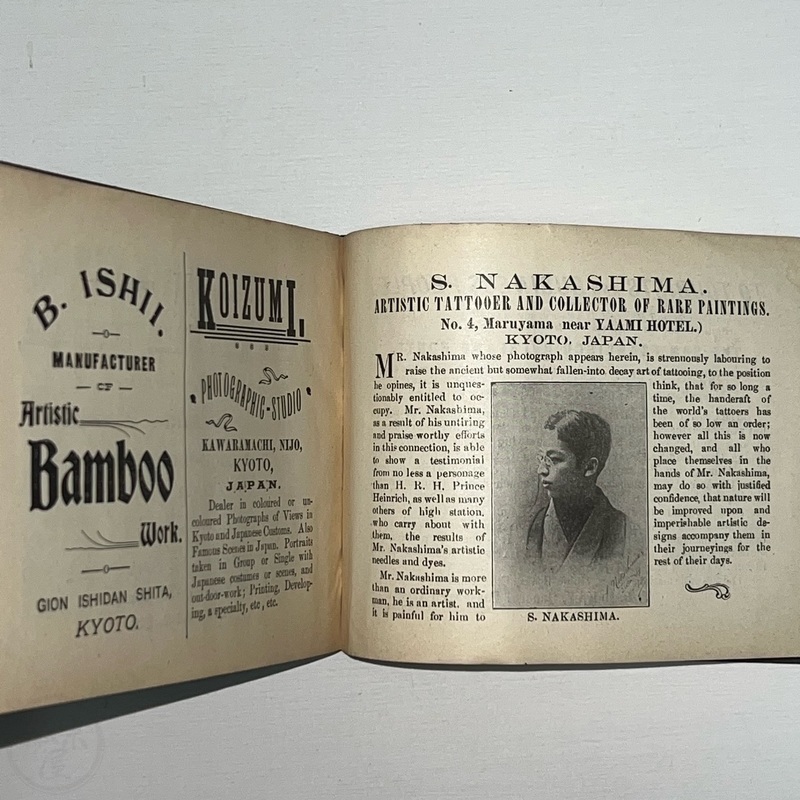 B. ISHII.
MANUFACTURER
OF
Artistic
Bamboo
Work.
GION ISHIDAN SHITA,
KYOTO.
KOIZUMI.
PHOTOGRAPHIC-STUDIO
KAWARAMACHI, NIJO,
KYOTO,
JAPAN.
Dealer in coloured or un-
coloured Photographs of Views in
Kyoto and Japanese Customs. Also
Famous Scenes in Japan. Portraits
taken in Group or Single with
Japanese costumes or scenes, and
out-door-work; Printing, Develop-
ing, a specialty, etc., etc.
S. NAKASHIMA.
ARTISTIC TATTOOER AND COLLECTOR OF RARE PAINTINGS.
No. 4, Maruyama near YAAMI HOTEL.)
KYOTO, JAPAN.
MR. Nakashima whose photograph appears herein, is strenuously labouring to
raise the ancient but somewhat fallen-into decay art of tattooing, to the position
he opines, it is unques-
tionably entitled to oc-
cupy. Mr. Nakashima,
as a result of his untiring
and praise worthy efforts
in this connection, is able
to show a testimonial
from no less a personage
than H. R. H. Prince
Heinrich, as well as many
others of high station,
who carry about with
them, the results of
Mr. Nakashima's artistic
needles and dyes.
Mr. Nakashima is more
than an ordinary work-
man, he is an artist, and
it is painful for him to
think, that for so long a
time, the handcraft of
the world's tattoers has
been of so low an order;
however all this is now
changed, and all who
place themselves in the
hands of Mr. Nakashima,
may do so with justified
confidence, that nature will
be improved upon and
imperishable artistic de-
signs accompany them in
their journeyings for the
rest of their days.
S. NAKASHIMA.